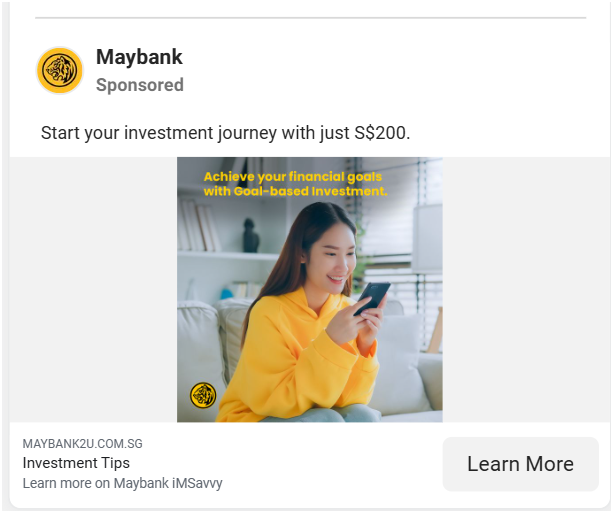 Maybank
Sponsored
Start your investment journey with just S$200.
Achieve your financial goals
with Goal-based Investment.
MAYBANK2U.COM.SG
Investment Tips
Learn more on Maybank iMSavvy
Learn More